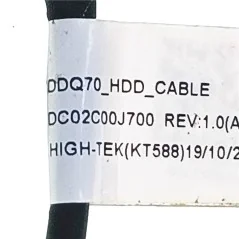 DDQ70_HDD_CABLE
DC02C00J700 REV:1.0(A
HIGH-TEK(KT588)19/10/2